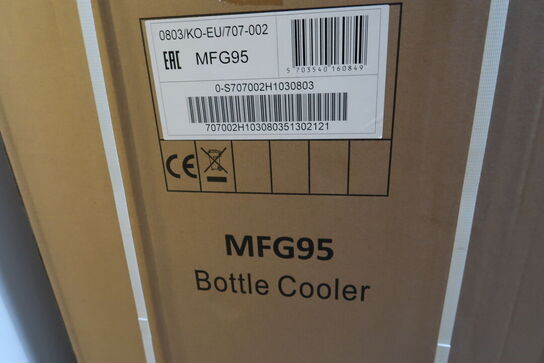 0803/KO-EU/707-002
EAC MFG95
5 703540 160849
0-S707002H1030803
707002H103080351302121
CE
MFG95
Bottle Cooler